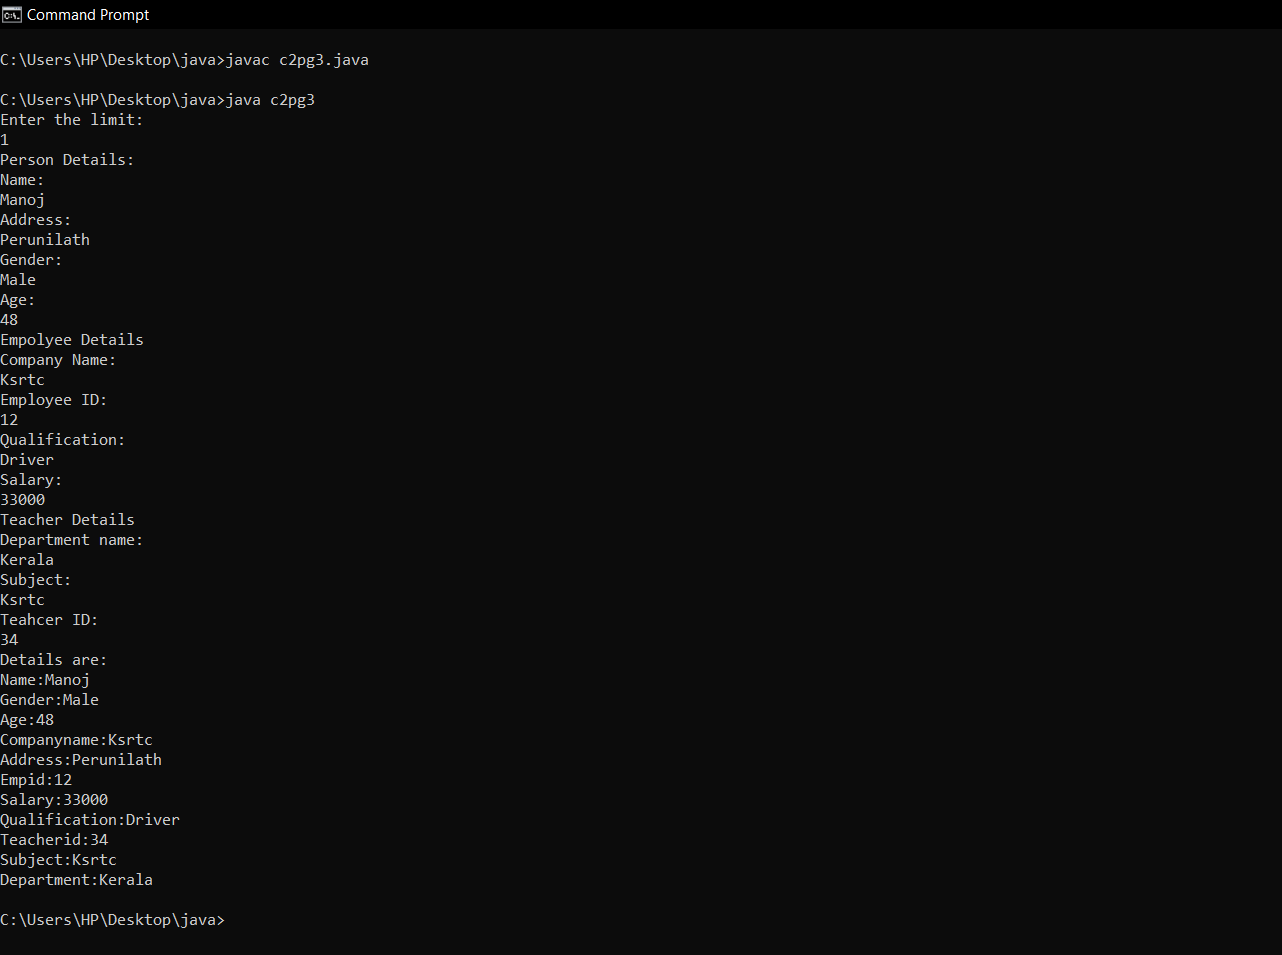 Command Prompt
C:\Users\HP\Desktop\java>javac c2pg3.java
C:\Users\HP\Desktop\java>java c2pg3
Enter the limit:
1
Person Details:
Name:
Manoj
Address:
Perunilath
Gender:
Male
Age:
48
Empolyee Details
Company Name:
Ksrtc
Employee ID:
12
Qualification:
Driver
Salary:
33000
Teacher Details
Department name:
Kerala
Subject:
Ksrtc
Teahcer ID:
34
Details are:
Name:Manoj
Gender:Male
Age:48
Companyname:Ksrtc
Address:Perunilath
Empid:12
Salary:33000
Qualification:Driver
Teacherid:34
Subject:Ksrtc
Department:Kerala
C:\Users\HP\Desktop\java>